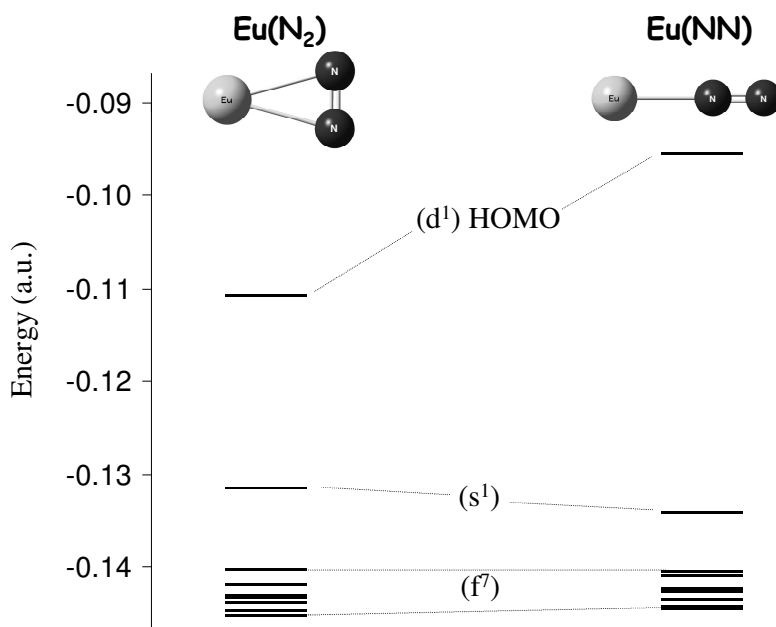 Eu(N₂)
Eu(NN)
Eu
N
N
Eu
N
N
Energy (a.u.)
-0.09
-0.10
-0.11
-0.12
-0.13
-0.14
(d¹) HOMO
(s¹)
(f⁷)